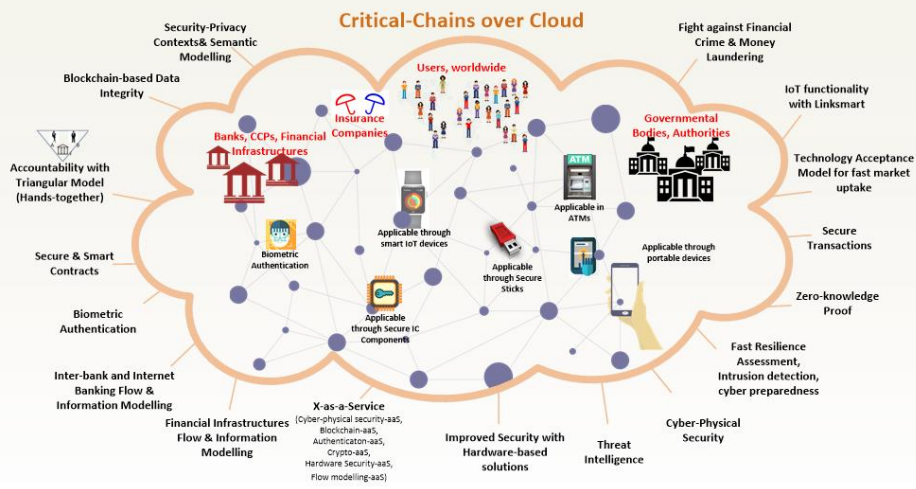 Critical-Chains over Cloud
Security-Privacy
Contexts& Semantic
Modelling
Blockchain-based Data
Integrity
Accountability with
Triangular Model
(Hands-together)
Secure & Smart
Contracts
Biometric
Authentication
Inter-bank and Internet
Banking Flow &
Information Modelling
Financial Infrastructures
Flow & Information
Modelling
X-as-a-Service
(Cyber-physical security-aaS,
Blockchain-aaS,
Authenticaton-aaS,
Crypto-aaS,
Hardware Security-aaS,
Flow modelling-aaS)
Improved Security with
Hardware-based
solutions
Threat
Intelligence
Cyber-Physical
Security
Fast Resilience
Assessment,
Intrusion detection,
cyber preparedness
Zero-knowledge
Proof
Secure
Transactions
Technology Acceptance
Model for fast market
uptake
IoT functionality
with Linksmart
Fight against Financial
Crime & Money
Laundering
Users, worldwide
Insurance
Companies
Banks, CCPs, Financial
Infrastructures
Governmental
Bodies, Authorities
ATM
Applicable in
ATMs
Applicable through
smart IoT devices
Biometric
Authentication
Applicable
through Secure
Sticks
Applicable through
portable devices
Applicable
through Secure IC
Components